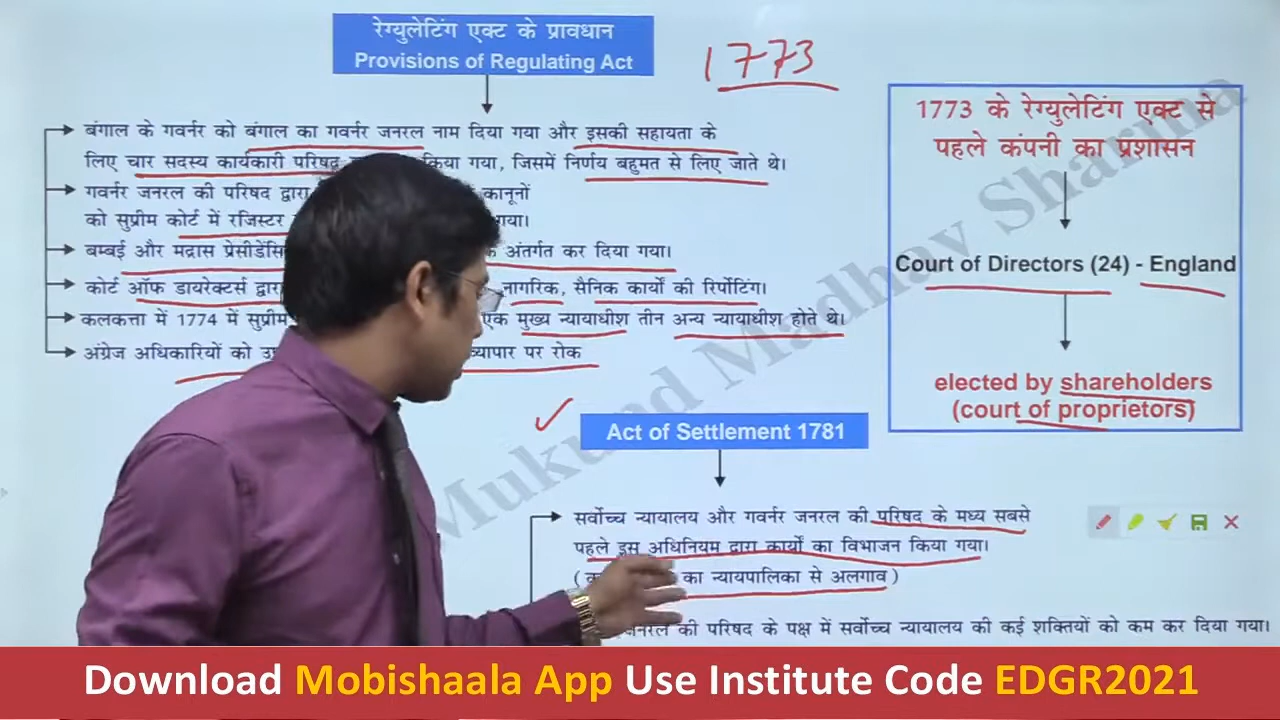 रेग्युलेटिंग एक्ट के प्रावधान
Provisions of Regulating Act
1773
बंगाल के गवर्नर को बंगाल का गवर्नर जनरल नाम दिया गया और इसकी सहायता के
लिए चार सदस्य कार्यकारी परिषद किया गया, जिसमें निर्णय बहुमत से लिए जाते थे।
गवर्नर जनरल की परिषद द्वारा कानूनों
को सुप्रीम कोर्ट में रजिस्टर गया।
बम्बई और मद्रास अंतर्गत कर दिया गया।
कोर्ट ऑफ डायरेक्टर्स द्वारा नागरिक, सैनिक कार्यों की रिपोर्टिंग।
कलकत्ता में 1774 में एक मुख्य न्यायाधीश तीन अन्य न्यायाधीश होते थे।
अंग्रेज अधिकारियों को व्यापार पर रोक
1773 के रेग्युलेटिंग एक्ट से
पहले कंपनी का प्रशासन
Court of Directors (24) - England
elected by shareholders
(court of proprietors)
Act of Settlement 1781
सर्वोच्च न्यायालय और गवर्नर जनरल की परिषद के मध्य सबसे
पहले इस अधिनियम द्वारा कार्यों का विभाजन किया गया।
का न्यायपालिका से अलगाव)
की परिषद के पक्ष में सर्वोच्च न्यायालय की कई शक्तियों को कम कर दिया गया।
Mukund Madhav Sharma
Download Mobishaala App Use Institute Code EDGR2021